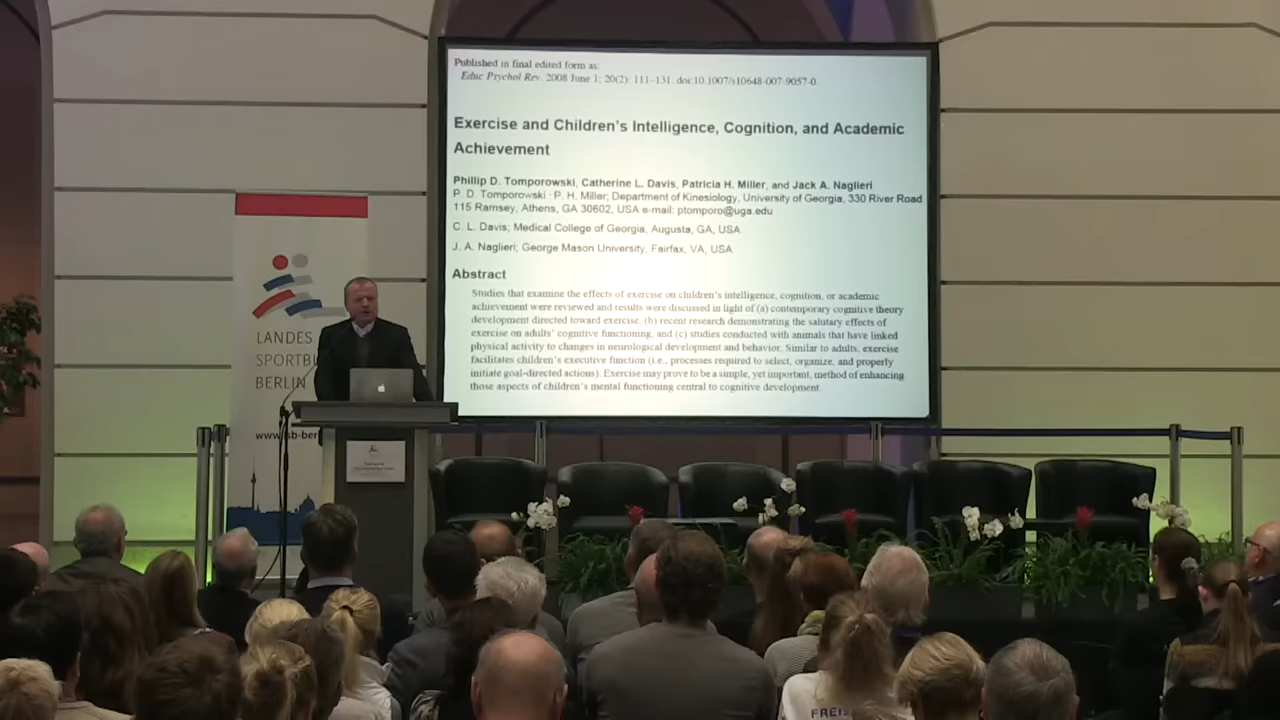 Published in final edited form as:
Educ Psychol Rev. 2008 June 1; 20(2): 111–131. doi:10.1007/s10648-007-9057-0.
Exercise and Children's Intelligence, Cognition, and Academic
Achievement
Phillip D. Tomporowski, Catherine L. Davis, Patricia H. Miller, and Jack A. Naglieri
P. D. Tomporowski · P. H. Miller; Department of Kinesiology, University of Georgia, 330 River Road
115 Ramsey, Athens, GA 30602, USA e-mail: ptomporo@uga.edu
C. L. Davis; Medical College of Georgia, Augusta, GA, USA
J. A. Naglieri; George Mason University, Fairfax, VA, USA
Abstract
Studies that examine the effects of exercise on children's intelligence, cognition, or academic
achievement were reviewed and results were discussed in light of (a) contemporary cognitive theory
development directed toward exercise, (b) recent research demonstrating the salutary effects of
exercise on adults' cognitive functioning, and (c) studies conducted with animals that have linked
physical activity to changes in neurological development and behavior. Similar to adults, exercise
facilitates children's executive function (i.e., processes required to select, organize, and properly
initiate goal-directed actions). Exercise may prove to be a simple, yet important, method of enhancing
those aspects of children's mental functioning central to cognitive development.
LANDES
SPORTB
BERLIN
FREIZ